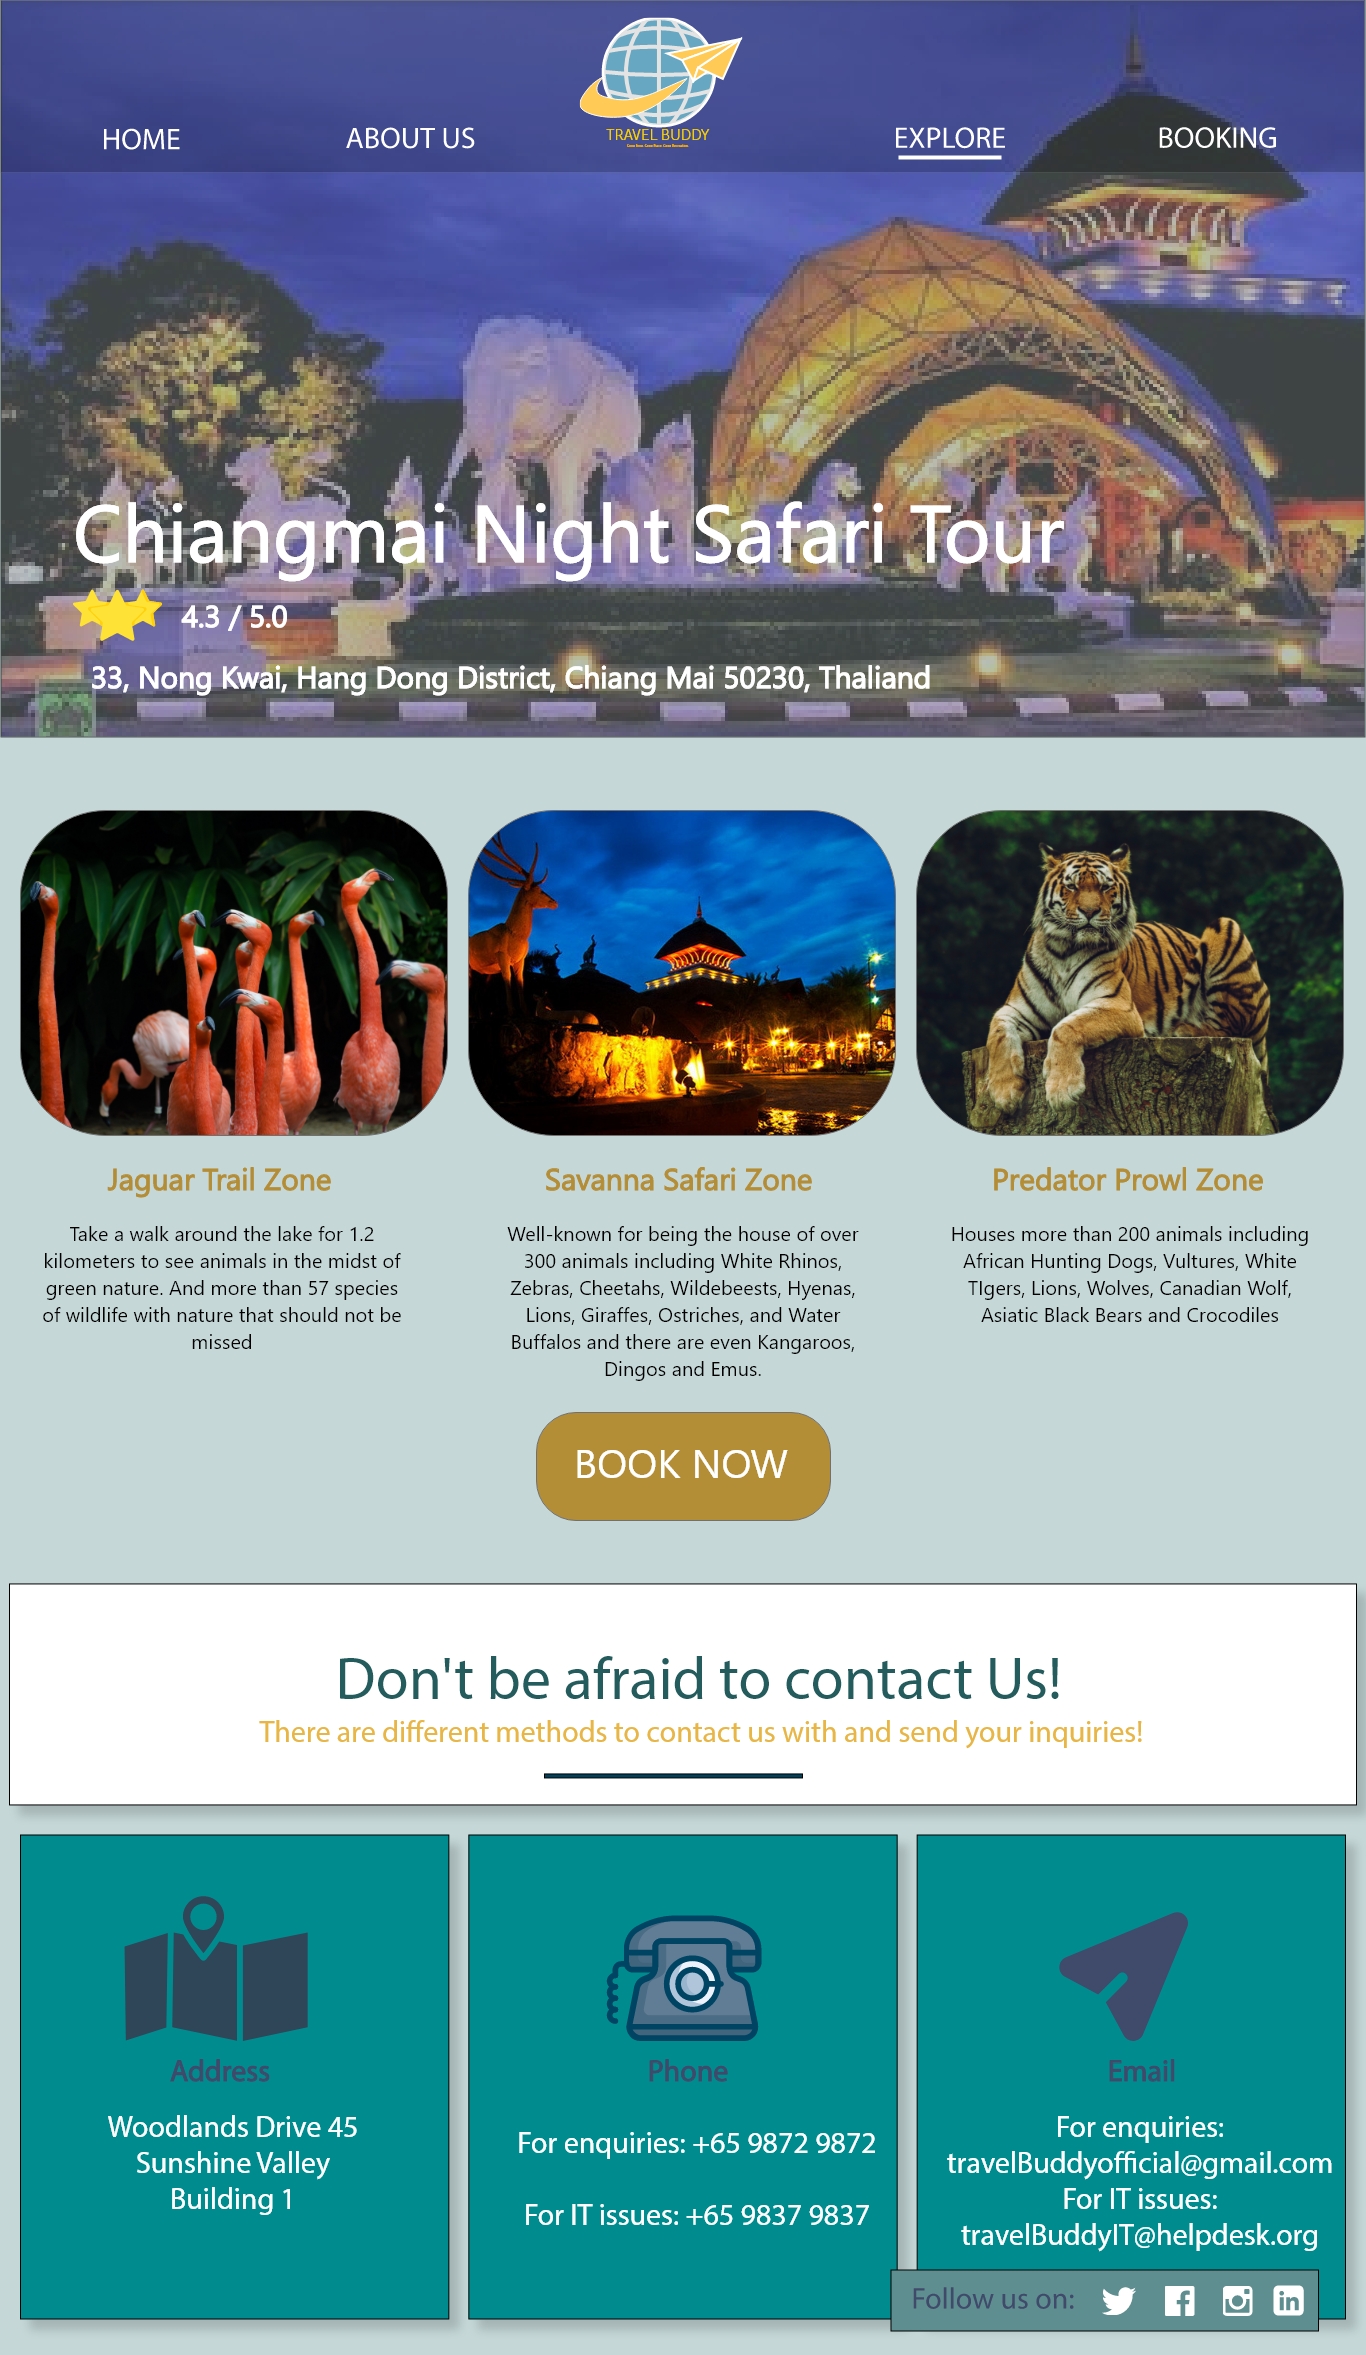 TRAVEL BUDDY
HOME
ABOUT US
EXPLORE
BOOKING
Chiangmai Night Safari Tour
4.3 / 5.0
33, Nong Kwai, Hang Dong District, Chiang Mai 50230, Thaliand
Jaguar Trail Zone
Take a walk around the lake for 1.2
kilometers to see animals in the midst of
green nature. And more than 57 species
of wildlife with nature that should not be
missed
Savanna Safari Zone
Well-known for being the house of over
300 animals including White Rhinos,
Zebras, Cheetahs, Wildebeests, Hyenas,
Lions, Giraffes, Ostriches, and Water
Buffalos and there are even Kangaroos,
Dingos and Emus.
Predator Prowl Zone
Houses more than 200 animals including
African Hunting Dogs, Vultures, White
TIgers, Lions, Wolves, Canadian Wolf,
Asiatic Black Bears and Crocodiles
BOOK NOW
Don't be afraid to contact Us!
There are different methods to contact us with and send your inquiries!
Address
Woodlands Drive 45
Sunshine Valley
Building 1
Phone
For enquiries: +65 9872 9872
For IT issues: +65 9837 9837
Email
For enquiries:
travelBuddyofficial@gmail.com
For IT issues:
travelBuddyIT@helpdesk.org
Follow us on: